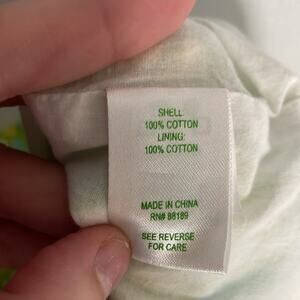 SHELL
100% COTTON
LINING:
100% COTTON
MADE IN CHINA
RN# 88189
SEE REVERSE
FOR CARE